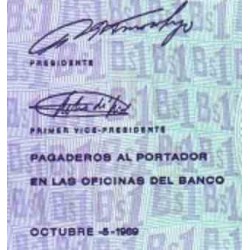 PRESIDENTE
PRIMER VICE-PRESIDENTE
PAGADEROS AL PORTADOR
EN LAS OFICINAS DEL BANCO
OCTUBRE -5-1989